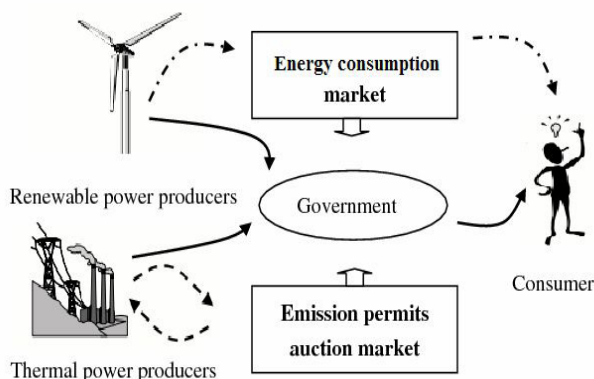 Energy consumption
market
Renewable power producers
Government
Consumer
Emission permits
auction market
Thermal power producers